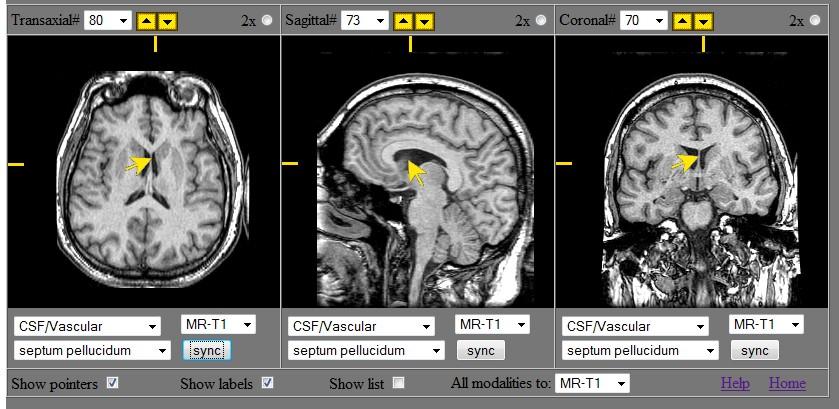 Transaxial# 80 2x Sagittal# 73 2x Coronal# 70 2x
CSF/Vascular MR-T1 CSF/Vascular MR-T1 CSF/Vascular MR-T1
septum pellucidum sync septum pellucidum sync septum pellucidum sync
Show pointers Show labels Show list All modalities to: MR-T1 Help Home